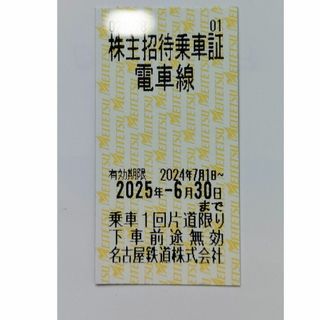 01
株主招待乗車証
電車線
有効期限 2024年7月1日~
2025年-6月30日
まで
乗車1回片道限り
下車前途無効
名古屋鉄道株式会社